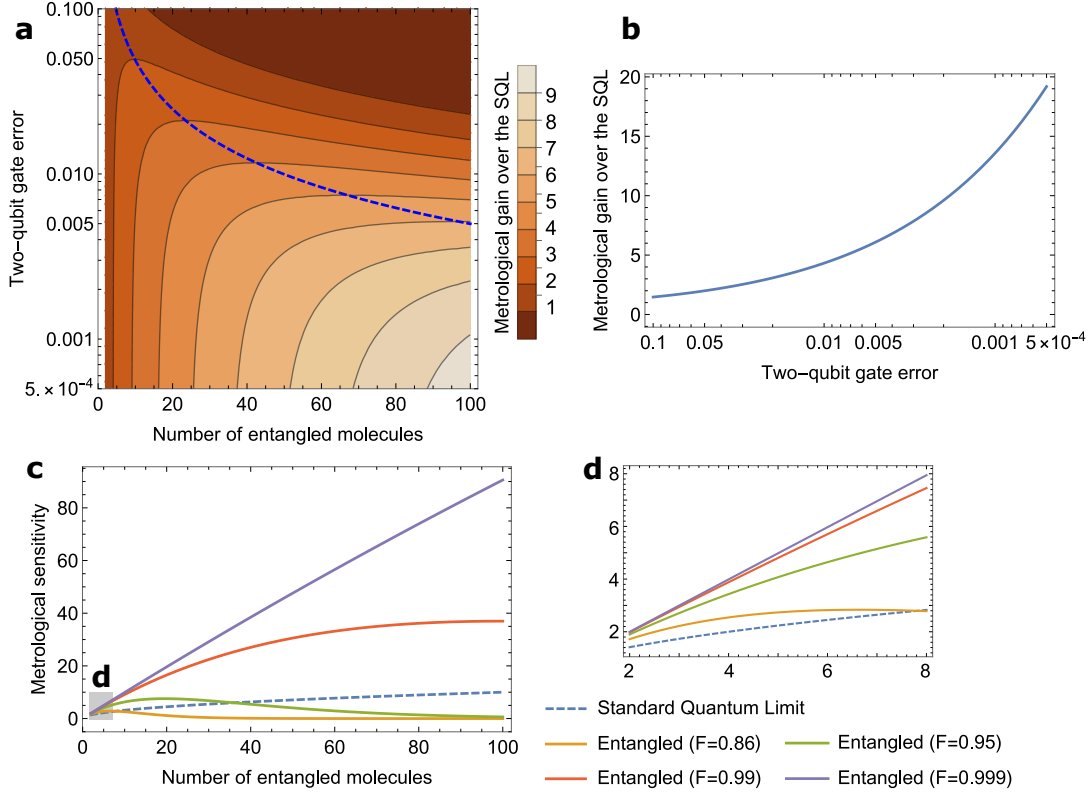 a
0.100
0.050
0.010
0.005
0.001
5.×10⁻⁴
0 20 40 60 80 100
Two-qubit gate error
Number of entangled molecules
9
8
7
6
5
4
3
2
1
Metrological gain over the SQL
b
20
15
10
5
0
0.1 0.05 0.01 0.005 0.001 5×10⁻⁴
Metrological gain over the SQL
Two-qubit gate error
c
80
60
40
20
0
d
0 20 40 60 80 100
Metrological sensitivity
Number of entangled molecules
d
8
6
4
2
2 4 6 8
Standard Quantum Limit
Entangled (F=0.86)
Entangled (F=0.95)
Entangled (F=0.99)
Entangled (F=0.999)